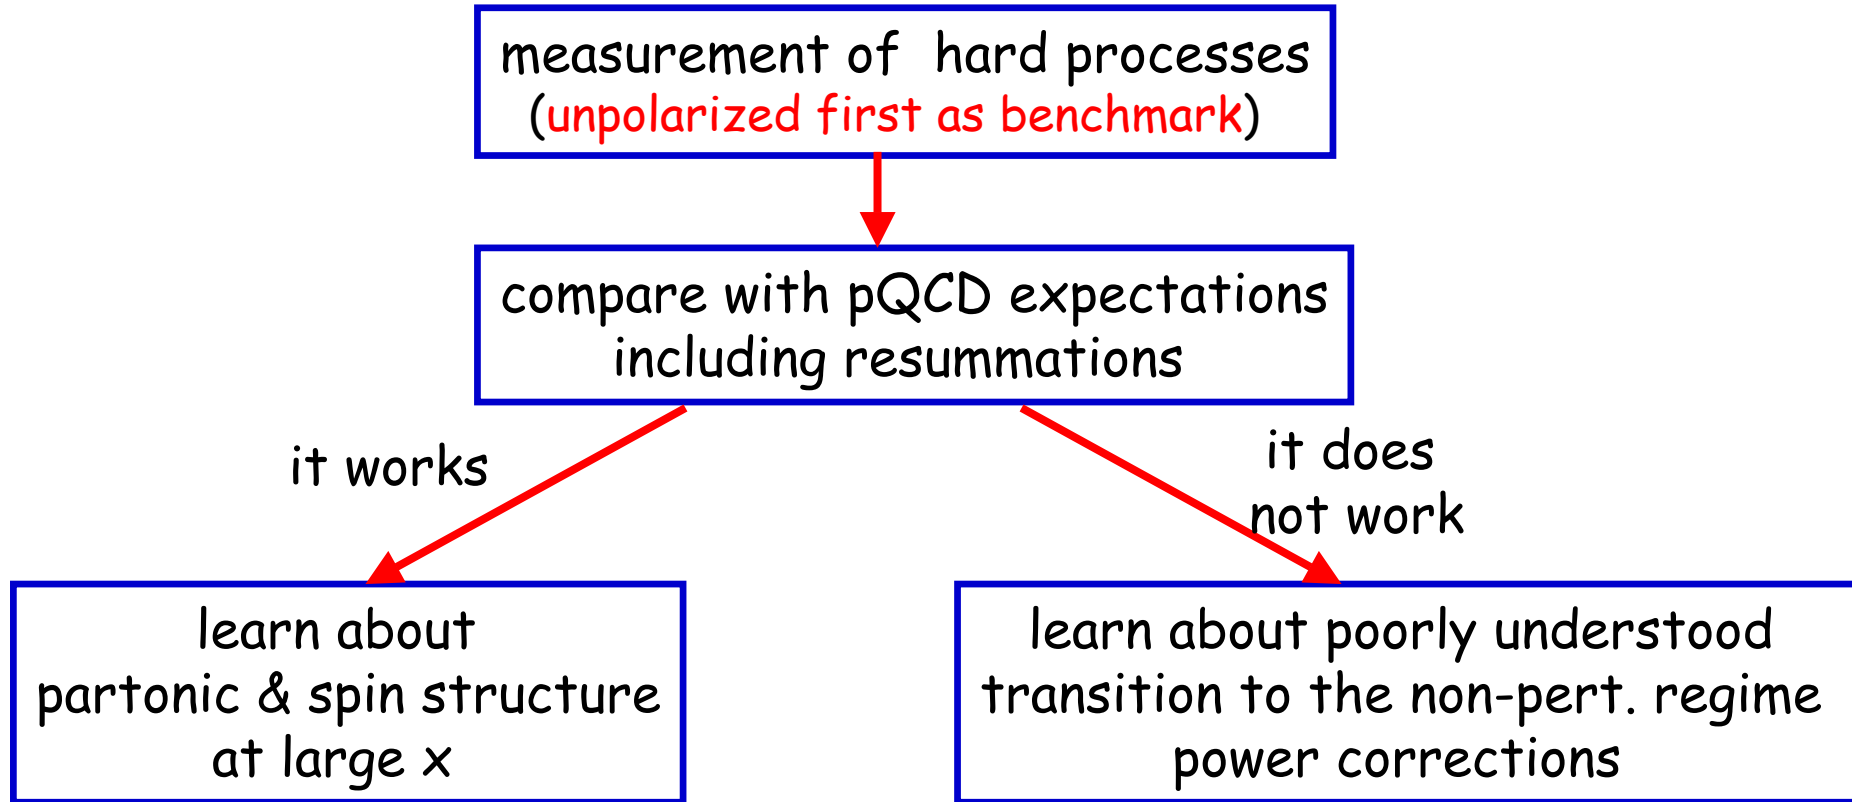 measurement of hard processes
(unpolarized first as benchmark)
compare with pQCD expectations
including resummations
it works
it does
not work
learn about
partonic & spin structure
at large x
learn about poorly understood
transition to the non-pert. regime
power corrections